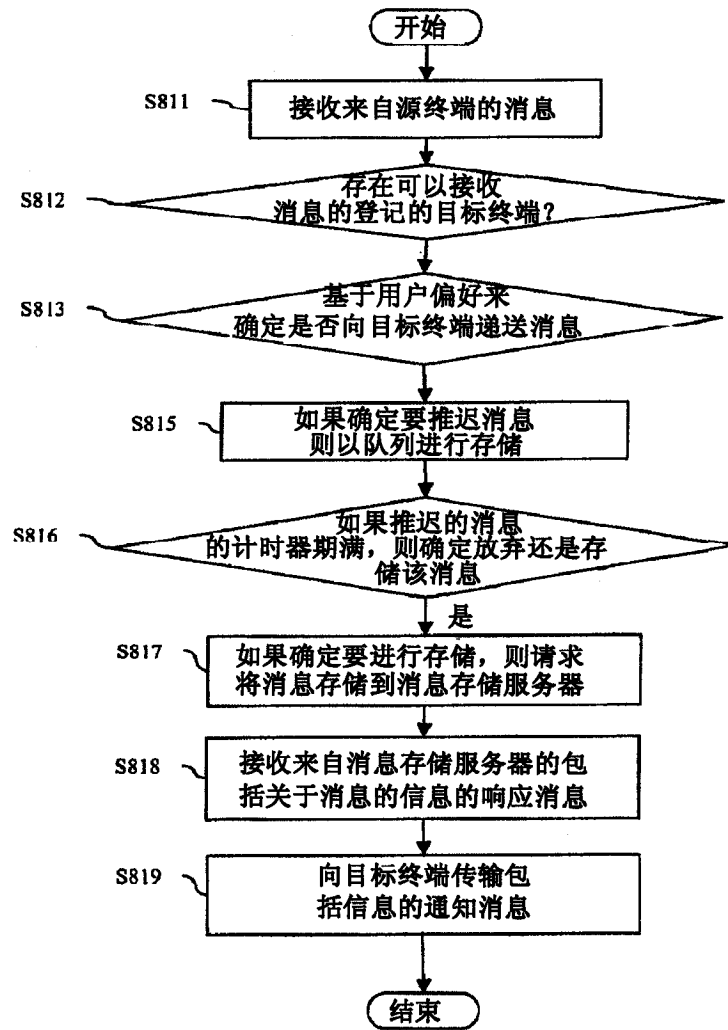 开始
S811
接收来自源终端的消息
S812
存在可以接收
消息的登记的目标终端?
S813
基于用户偏好来
确定是否向目标终端递送消息
S815
如果确定要推迟消息
则以队列进行存储
S816
如果推迟的消息
的计时器期满，则确定放弃还是存
储该消息
是
S817
如果确定要进行存储，则请求
将消息存储到消息存储服务器
S818
接收来自消息存储服务器的包
括关于消息的信息的响应消息
S819
向目标终端传输包
括信息的通知消息
结束